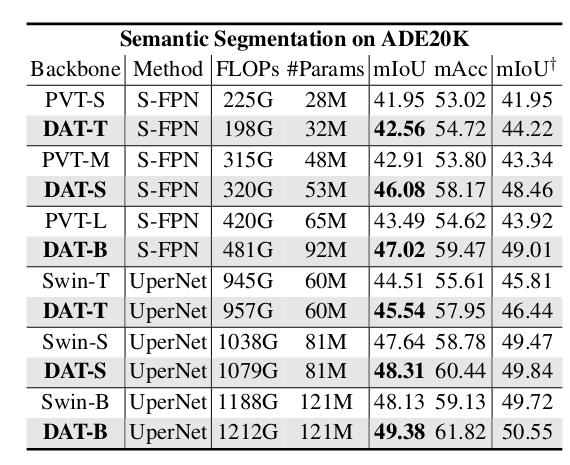 Semantic Segmentation on ADE20K
Backbone Method FLOPs #Params mIoU mAcc mIoU†
PVT-S S-FPN 225G 28M 41.95 53.02 41.95
DAT-T S-FPN 198G 32M 42.56 54.72 44.22
PVT-M S-FPN 315G 48M 42.91 53.80 43.34
DAT-S S-FPN 320G 53M 46.08 58.17 48.46
PVT-L S-FPN 420G 65M 43.49 54.62 43.92
DAT-B S-FPN 481G 92M 47.02 59.47 49.01
Swin-T UperNet 945G 60M 44.51 55.61 45.81
DAT-T UperNet 957G 60M 45.54 57.95 46.44
Swin-S UperNet 1038G 81M 47.64 58.78 49.47
DAT-S UperNet 1079G 81M 48.31 60.44 49.84
Swin-B UperNet 1188G 121M 48.13 59.13 49.72
DAT-B UperNet 1212G 121M 49.38 61.82 50.55